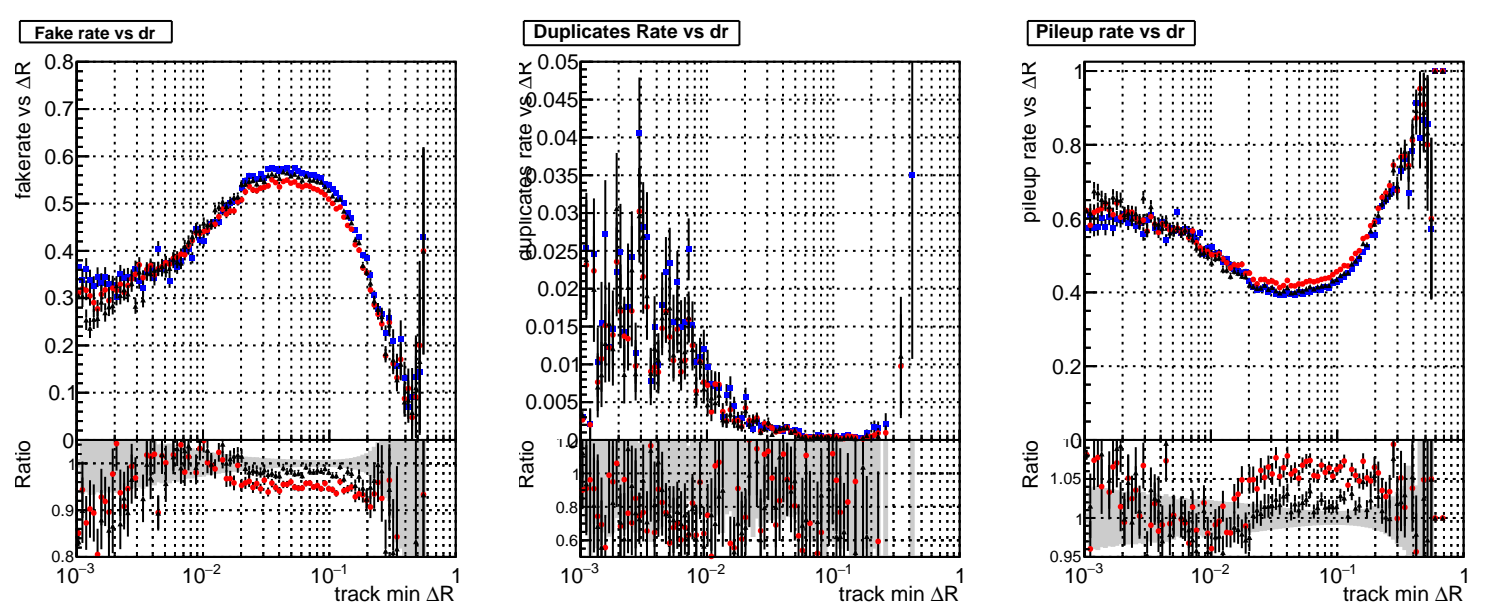 Fake rate vs dr
fakerate vs ΔR
0.8
0.7
0.6
0.5
0.4
0.3
0.2
0.1
0
Ratio
1
0.9
0.8
10⁻³ 10⁻² 10⁻¹ 1
track min ΔR
Duplicates Rate vs dr
duplicates rate vs ΔR
0.05
0.045
0.04
0.035
0.03
0.025
0.02
0.015
0.01
0.005
0
Ratio
1
0.8
0.6
10⁻³ 10⁻² 10⁻¹ 1
track min ΔR
Pileup rate vs dr
pileup rate vs ΔR
1
0.8
0.6
0.4
0.2
0
Ratio
1.05
1
0.95
10⁻³ 10⁻² 10⁻¹ 1
track min ΔR